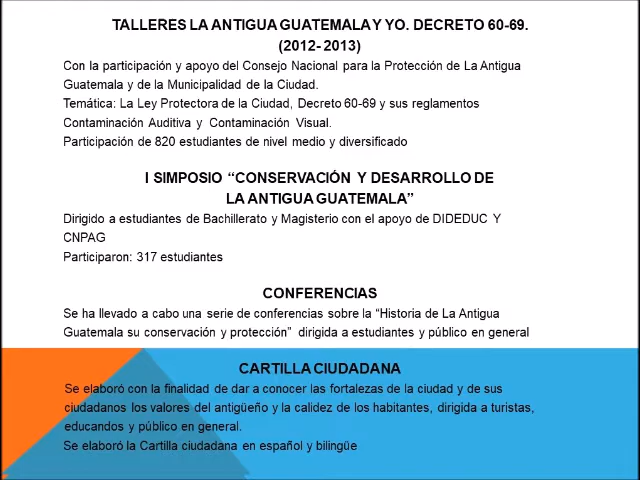 TALLERES LA ANTIGUA GUATEMALA Y YO. DECRETO 60-69.
(2012- 2013)
Con la participación y apoyo del Consejo Nacional para la Protección de La Antigua
Guatemala y de la Municipalidad de la Ciudad.
Temática: La Ley Protectora de la Ciudad, Decreto 60-69 y sus reglamentos
Contaminación Auditiva y Contaminación Visual.
Participación de 820 estudiantes de nivel medio y diversificado
I SIMPOSIO “CONSERVACIÓN Y DESARROLLO DE
LA ANTIGUA GUATEMALA”
Dirigido a estudiantes de Bachillerato y Magisterio con el apoyo de DIDEDUC Y
CNPAG
Participaron: 317 estudiantes
CONFERENCIAS
Se ha llevado a cabo una serie de conferencias sobre la “Historia de La Antigua
Guatemala su conservación y protección” dirigida a estudiantes y público en general
CARTILLA CIUDADANA
Se elaboró con la finalidad de dar a conocer las fortalezas de la ciudad y de sus
ciudadanos los valores del antigüeño y la calidez de los habitantes, dirigida a turistas,
educandos y público en general.
Se elaboró la Cartilla ciudadana en español y bilingüe